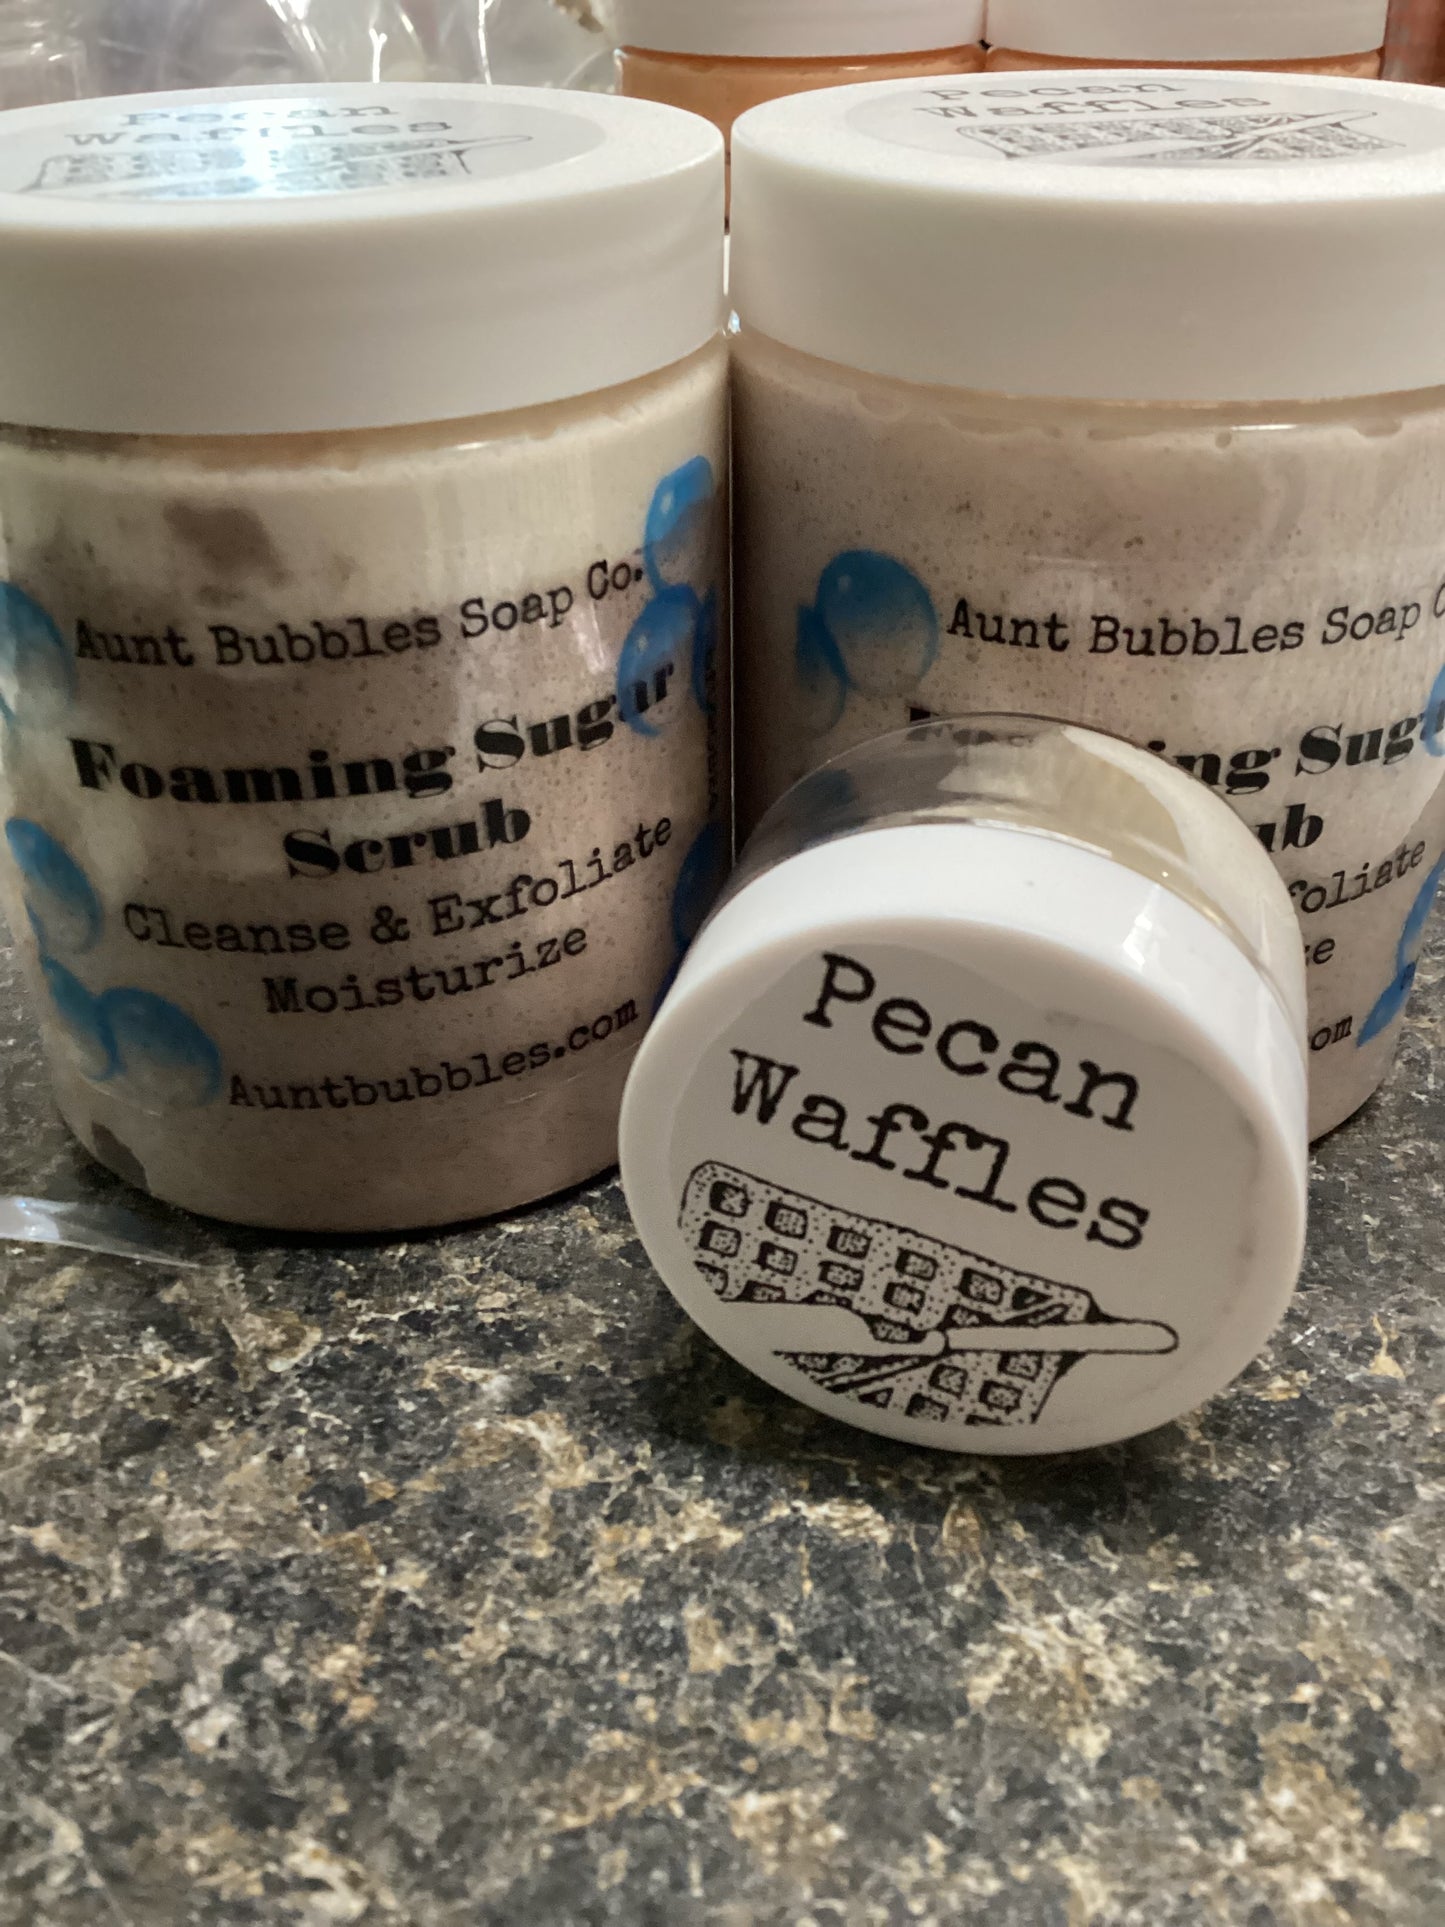 Pecan
Waffles
Aunt Bubbles Soap Co.
Foaming Sugar
Scrub
Cleanse & Exfoliate
Moisturize
Auntbubbles.com
Pecan
Waffles
Aunt Bubbles Soap
Pecan
Waffles